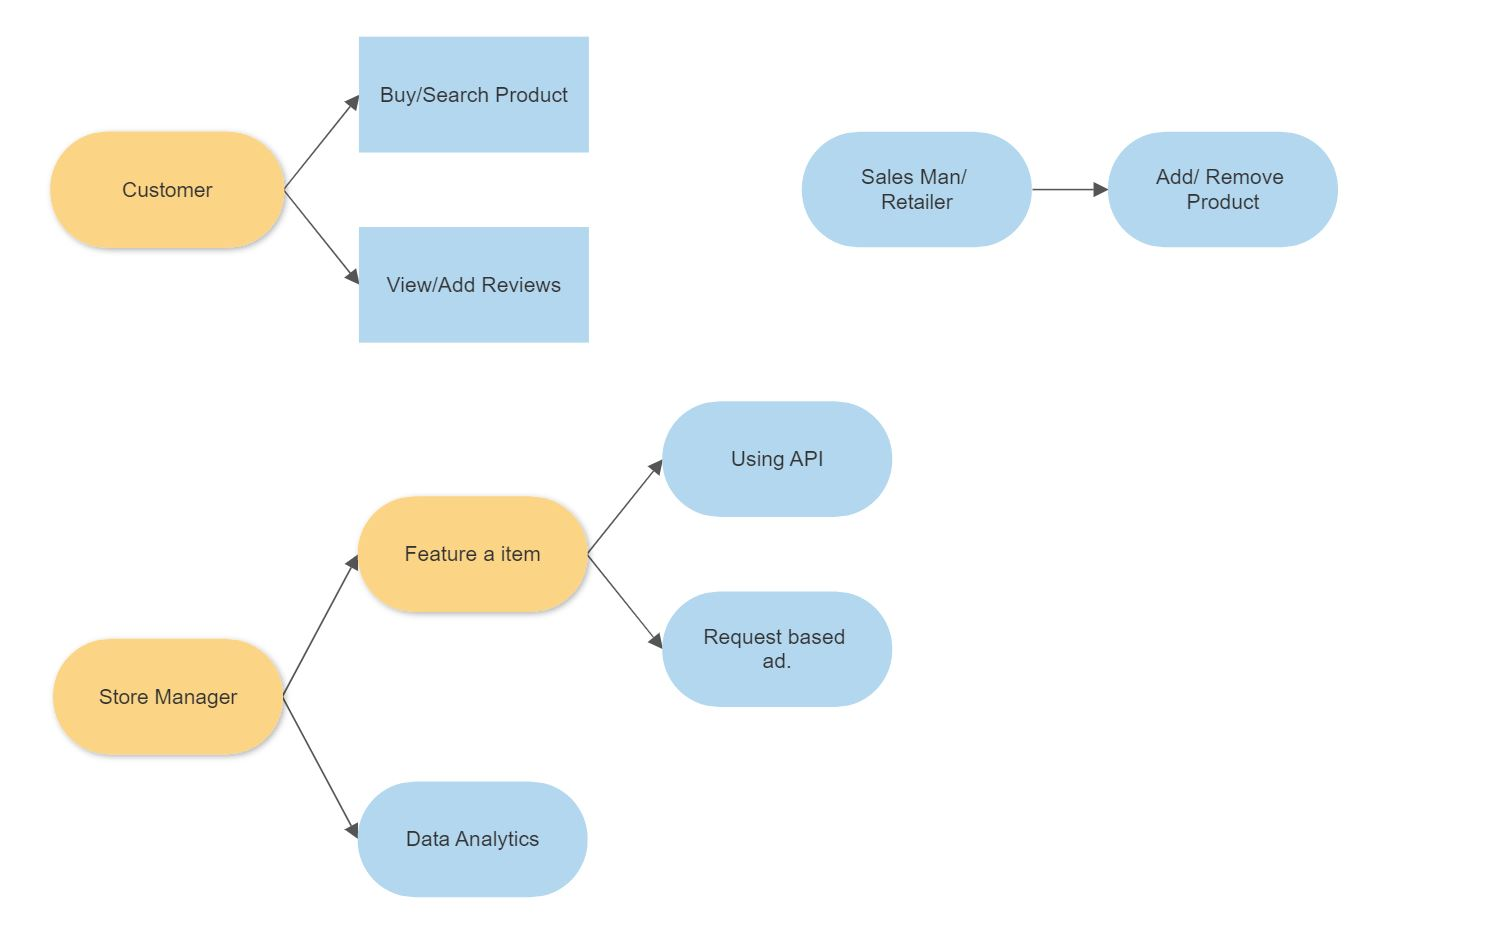 Buy/Search Product
Customer
View/Add Reviews
Sales Man/
Retailer
Add/ Remove
Product
Using API
Feature a item
Request based
ad.
Store Manager
Data Analytics